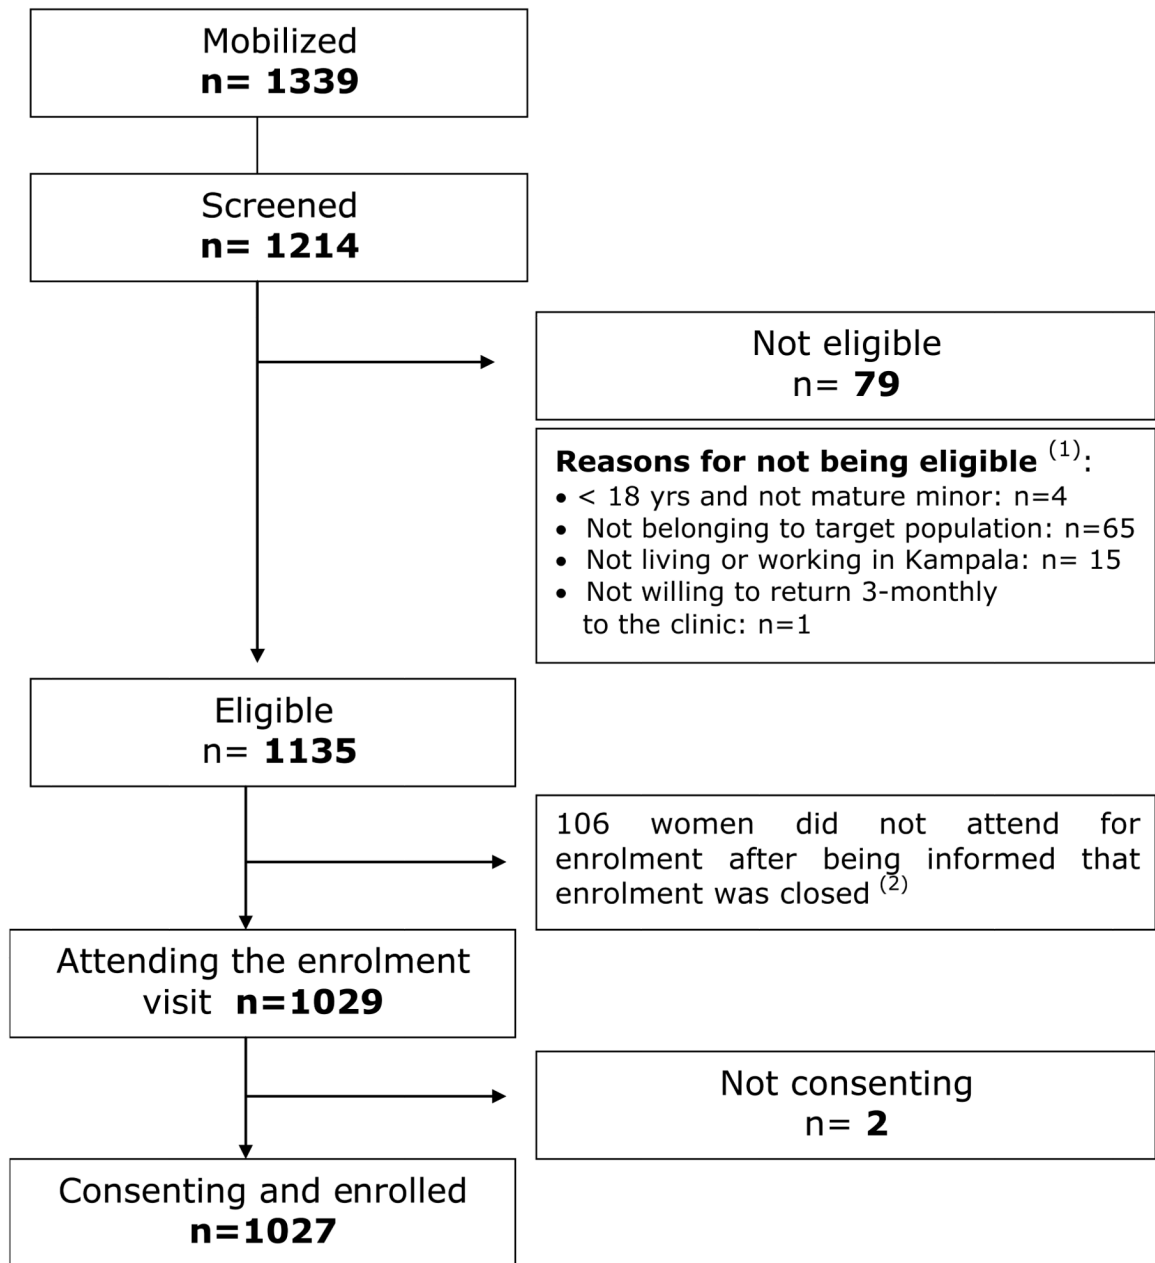 Mobilized
n= 1339
Screened
n= 1214
Not eligible
n= 79
Reasons for not being eligible (1):
• < 18 yrs and not mature minor: n=4
• Not belonging to target population: n=65
• Not living or working in Kampala: n= 15
• Not willing to return 3-monthly
to the clinic: n=1
Eligible
n= 1135
106 women did not attend for
enrolment after being informed that
enrolment was closed (2)
Attending the enrolment
visit n=1029
Not consenting
n= 2
Consenting and enrolled
n=1027